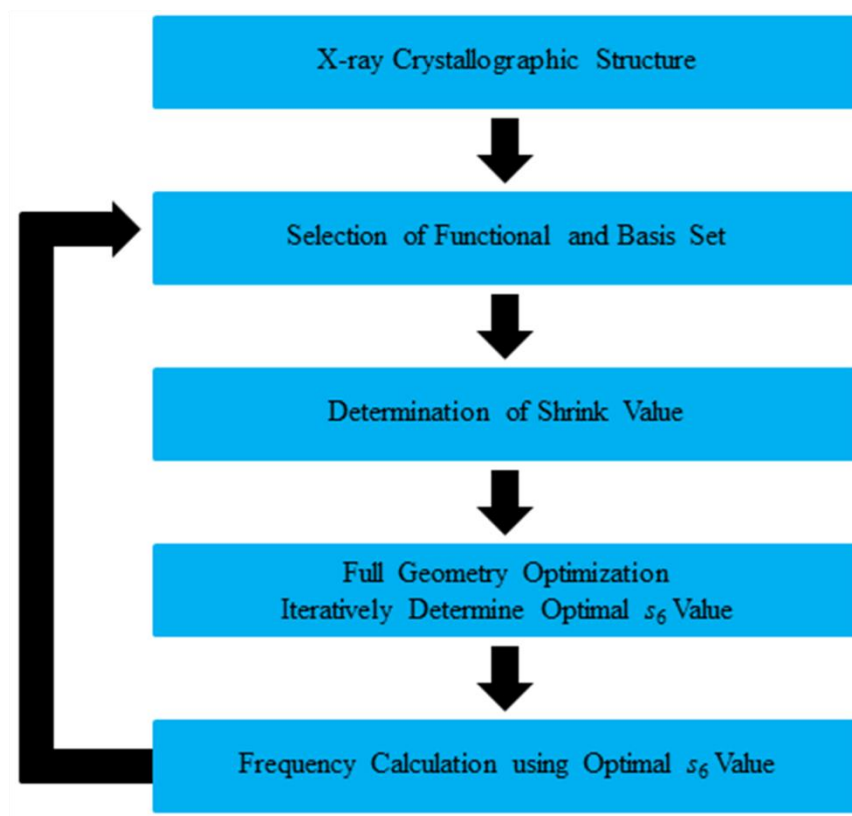 X-ray Crystallographic Structure
Selection of Functional and Basis Set
Determination of Shrink Value
Full Geometry Optimization
Iteratively Determine Optimal s₆ Value
Frequency Calculation using Optimal s₆ Value